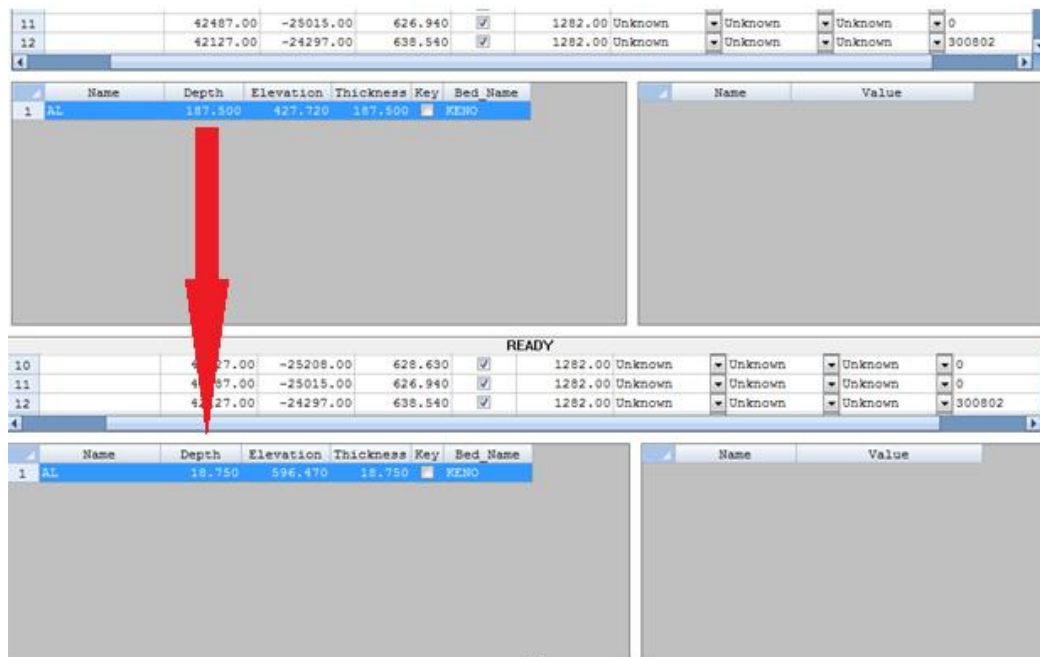 11 42487.00 -25015.00 626.940 1282.00 Unknown Unknown Unknown 0
12 42127.00 -24297.00 638.540 1282.00 Unknown Unknown Unknown 300802
Name Depth Elevation Thickness Key Bed_Name Name Value
1 AL 187.500 427.720 187.500 KENO
READY
10 -25208.00 628.630 1282.00 Unknown Unknown Unknown 0
11 -25015.00 626.940 1282.00 Unknown Unknown Unknown 0
12 -24297.00 638.540 1282.00 Unknown Unknown Unknown 300802
Name Depth Elevation Thickness Key Bed_Name Name Value
1 AL 18.750 596.470 18.750 KENO